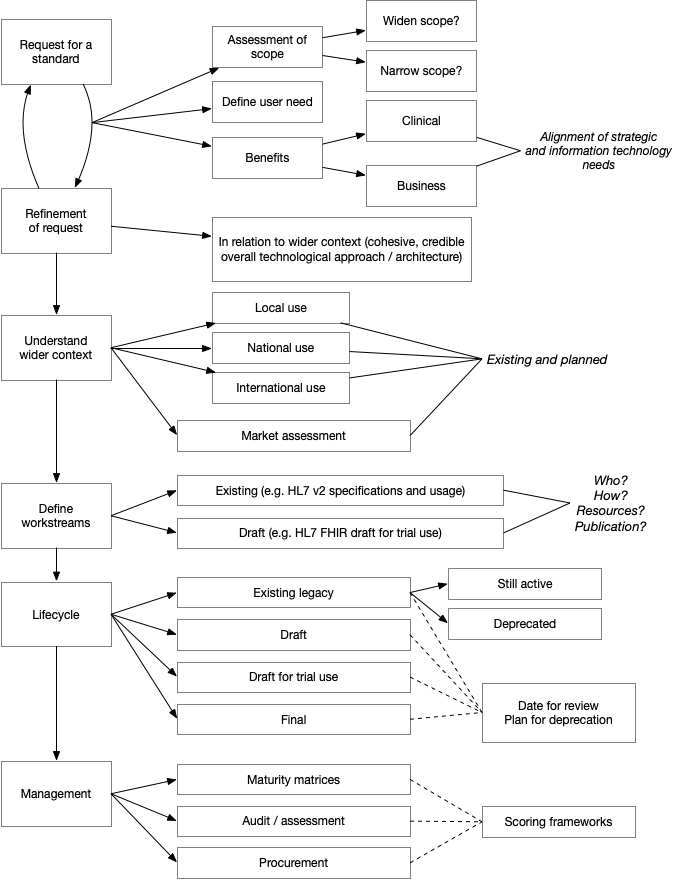 Request for a
standard
Assessment of
scope
Widen scope?
Narrow scope?
Define user need
Benefits
Clinical
Business
Alignment of strategic
and information technology
needs
Refinement
of request
In relation to wider context (cohesive, credible
overall technological approach / architecture)
Understand
wider context
Local use
National use
International use
Market assessment
Existing and planned
Define
workstreams
Existing (e.g. HL7 v2 specifications and usage)
Draft (e.g. HL7 FHIR draft for trial use)
Who?
How?
Resources?
Publication?
Lifecycle
Existing legacy
Still active
Deprecated
Draft
Draft for trial use
Final
Date for review
Plan for deprecation
Management
Maturity matrices
Audit / assessment
Procurement
Scoring frameworks